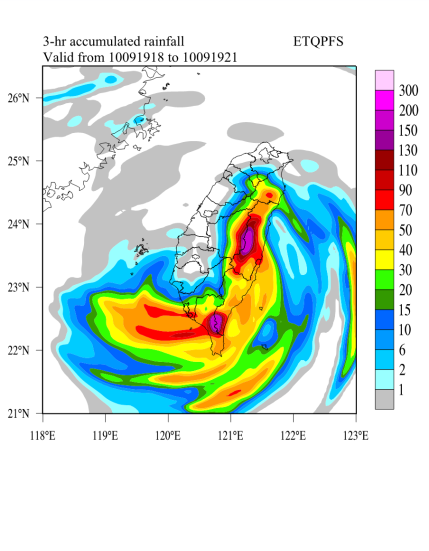 3-hr accumulated rainfall ETQPFS
Valid from 10091918 to 10091921
26°N
25°N
24°N
23°N
22°N
21°N
118°E 119°E 120°E 121°E 122°E 123°E
300
200
150
130
110
90
70
50
40
30
20
15
10
6
2
1